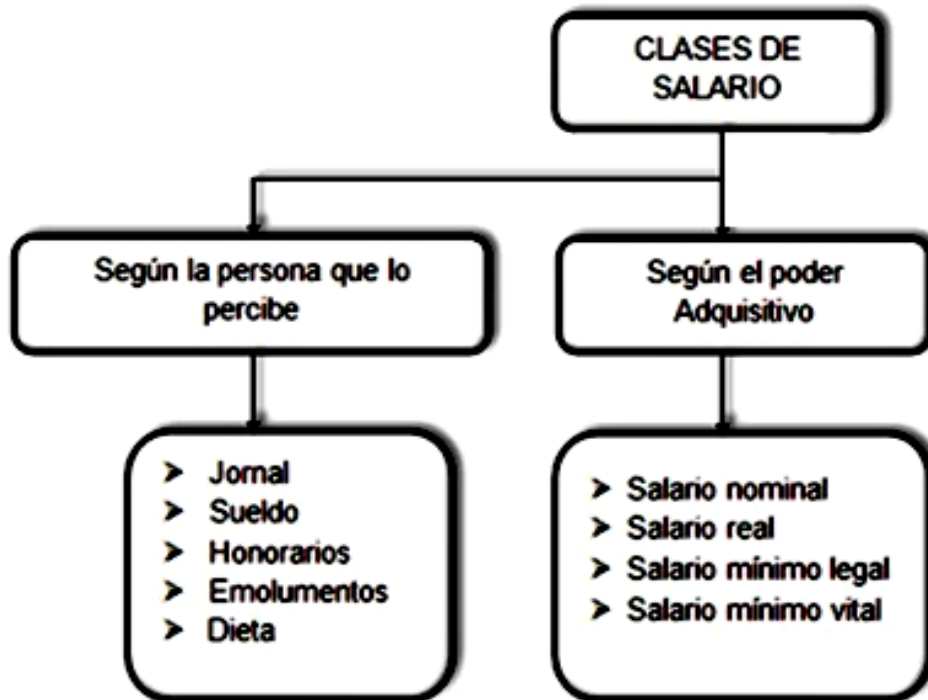 CLASES DE
SALARIO
Según la persona que lo
percibe
Según el poder
Adquisitivo
➤ Jornal
➤ Sueldo
➤ Honorarios
➤ Emolumentos
➤ Dieta
➤ Salario nominal
➤ Salario real
➤ Salario mínimo legal
➤ Salario mínimo vital